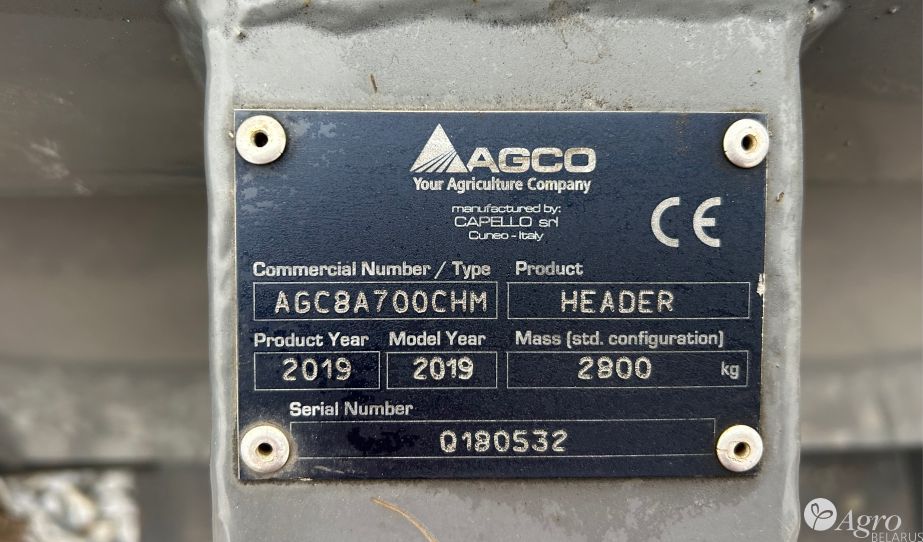 AGCO
Your Agriculture Company
manufactured by:
CAPELLO srl
Cuneo - Italy
CE
Commercial Number / Type Product
AGC8A700CHM HEADER
Product Year Model Year Mass (std. configuration)
2019 2019 2800 kg
Serial Number
Q180532
Agro
BELARUS